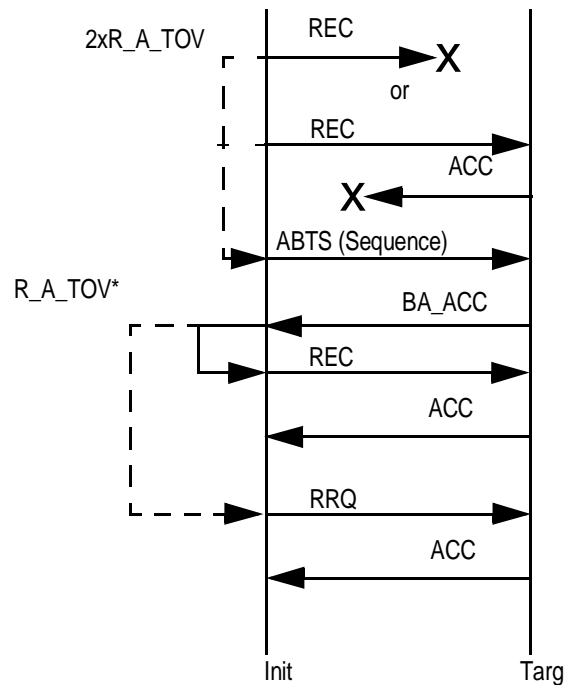 2xR_A_TOV
REC
X
or
REC
ACC
X
ABTS (Sequence)
R_A_TOV*
BA_ACC
REC
ACC
RRQ
ACC
Init
Targ